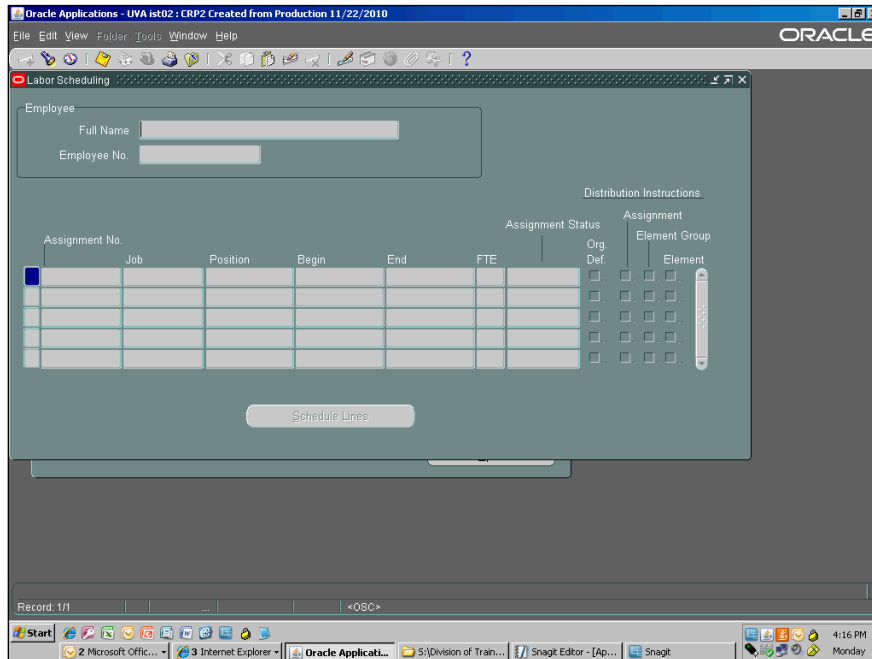 Oracle Applications - UVA ist02 : CRP2 Created from Production 11/22/2010
File Edit View Folder Tools Window Help
ORACLE
Labor Scheduling
Employee
Full Name
Employee No.
Distribution Instructions
Assignment Status
Assignment
Assignment No.
Org.
Element Group
Job Position Begin End FTE Def. Element
Schedule Lines
Record: 1/1 ... <OSC>
Start 4:16 PM
2 Microsoft Offic... 3 Internet Explorer Oracle Applicati... S:\Division of Train... Snagit Editor - [Ap... Snagit Monday